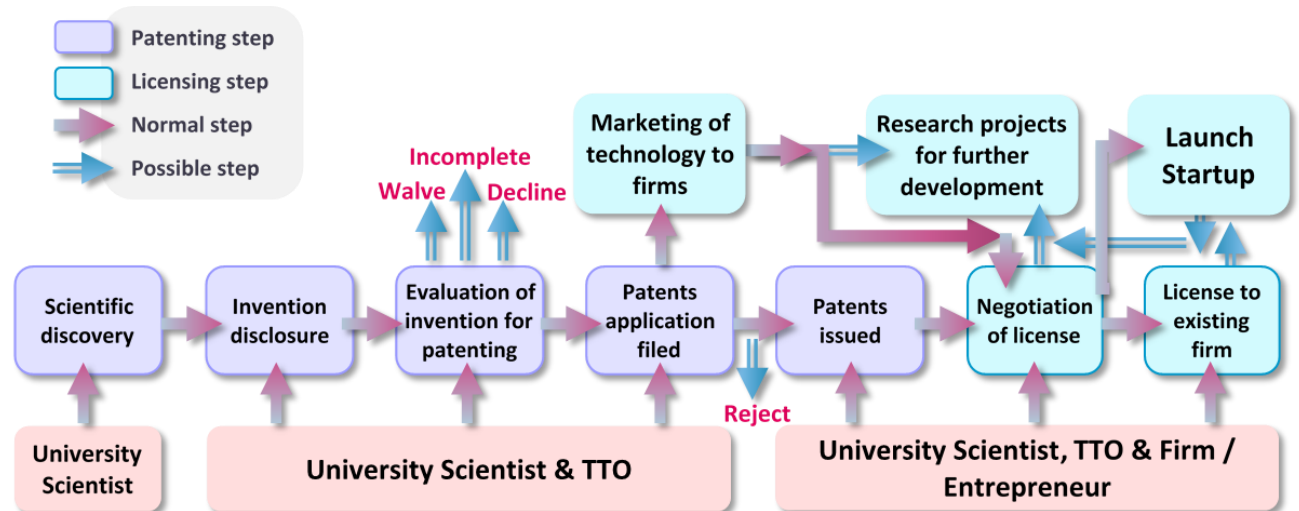 Patenting step
Licensing step
Normal step
Possible step
Incomplete
Walve
Decline
Marketing of
technology to
firms
Research projects
for further
development
Launch
Startup
Scientific
discovery
Invention
disclosure
Evaluation of
invention for
patenting
Patents
application
filed
Reject
Patents
issued
Negotiation
of license
License to
existing
firm
University
Scientist
University Scientist & TTO
University Scientist, TTO & Firm /
Entrepreneur